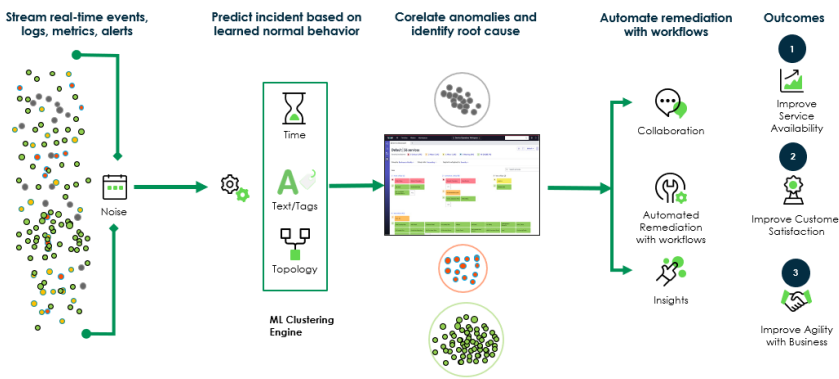 Stream real-time events,
logs, metrics, alerts
Predict incident based on
learned normal behavior
Corelate anomalies and
identify root cause
Automate remediation
with workflows
Outcomes
Noise
Time
A
Text/Tags
Topology
ML Clustering
Engine
Collaboration
Automated
Remediation
with workflows
Insights
1
Improve
Service
Availability
2
Improve Custome
Satisfaction
3
Improve Agility
with Business